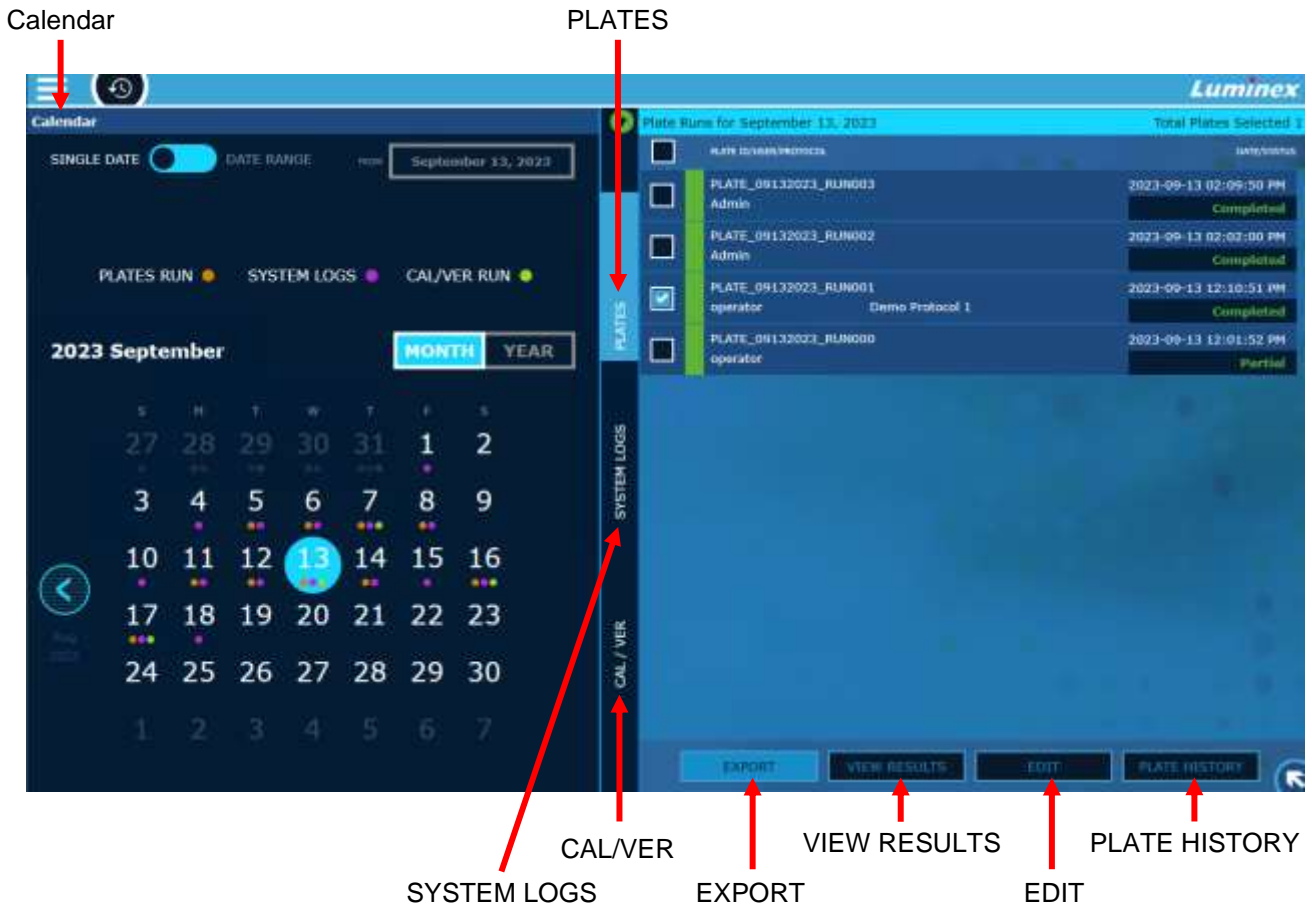 Calendar PLATES
Luminex
Calendar
Plate Runs for September 13, 2023 Total Plates Selected 1
SINGLE DATE DATE RANGE FROM September 13, 2023
PLATE ID/USER/PROTOCOL DATE/STATUS
PLATE_09132023_RUN003 2023-09-13 02:09:50 PM
Admin Completed
PLATE_09132023_RUN002 2023-09-13 02:02:00 PM
Admin Completed
PLATES RUN SYSTEM LOGS CAL/VER RUN
PLATE_09132023_RUN001 2023-09-13 12:10:51 PM
operator Demo Protocol 1 Completed
PLATES
PLATE_09132023_RUN000 2023-09-13 12:01:52 PM
operator Partial
2023 September MONTH YEAR
S M T W T F S
27 28 29 30 31 1 2
3 4 5 6 7 8 9
10 11 12 13 14 15 16
17 18 19 20 21 22 23
24 25 26 27 28 29 30
1 2 3 4 5 6 7
SYSTEM LOGS
CAL / VER
EXPORT VIEW RESULTS EDIT PLATE HISTORY
CAL/VER VIEW RESULTS PLATE HISTORY
SYSTEM LOGS EXPORT EDIT